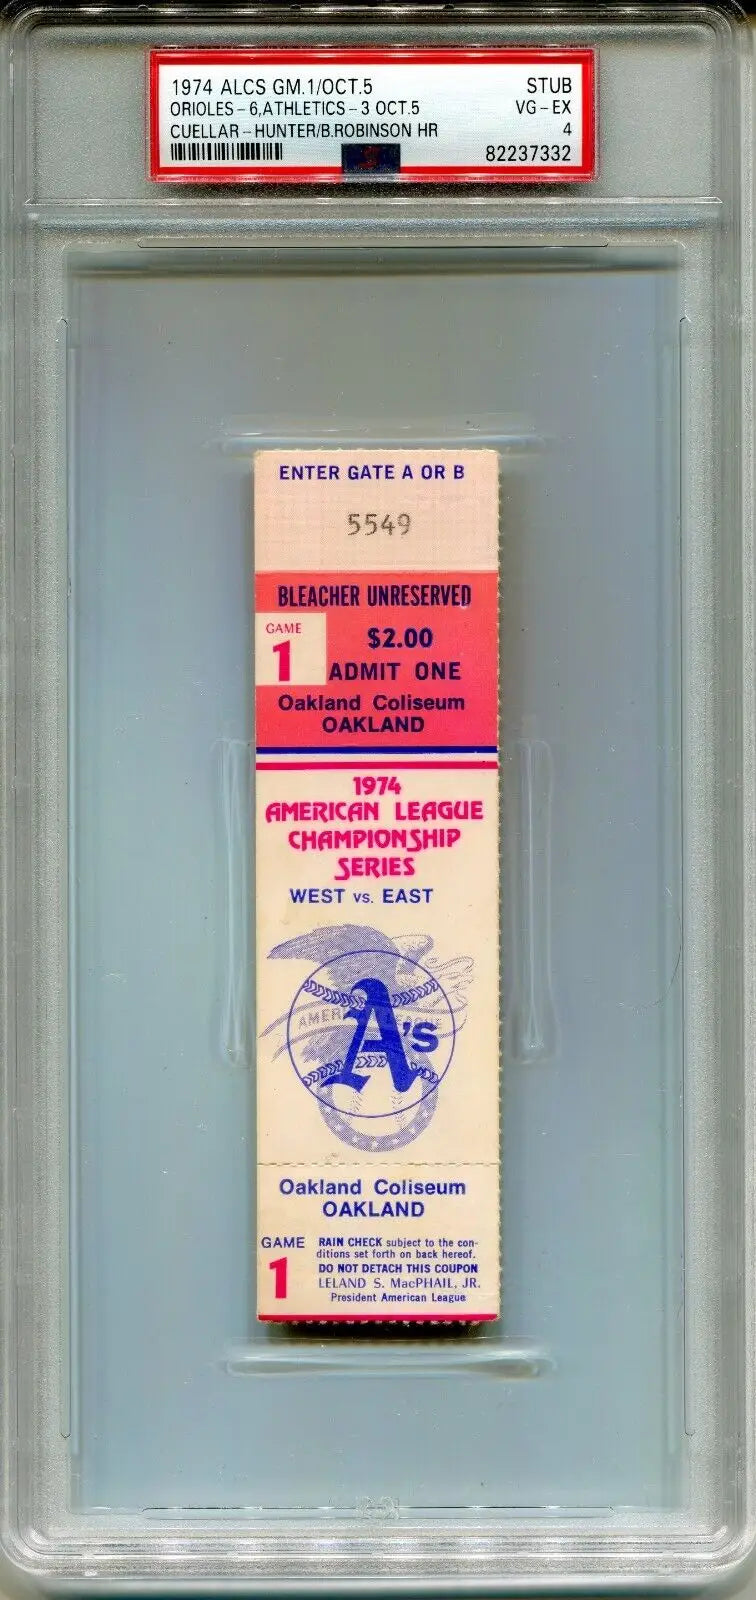 1974 ALCS GM.1/OCT.5 STUB
ORIOLES-6,ATHLETICS-3 OCT.5 VG-EX
CUELLAR-HUNTER/B.ROBINSON HR 4
82237332
ENTER GATE A OR B
5549
BLEACHER UNRESERVED
GAME
1
$2.00
ADMIT ONE
Oakland Coliseum
OAKLAND
1974
AMERICAN LEAGUE
CHAMPIONSHIP
SERIES
WEST vs. EAST
AMERICAN LEAGUE
A's
Oakland Coliseum
OAKLAND
GAME
1
RAIN CHECK subject to the con-
ditions set forth on back hereof.
DO NOT DETACH THIS COUPON
LELAND S. MacPHAIL, JR.
President American League